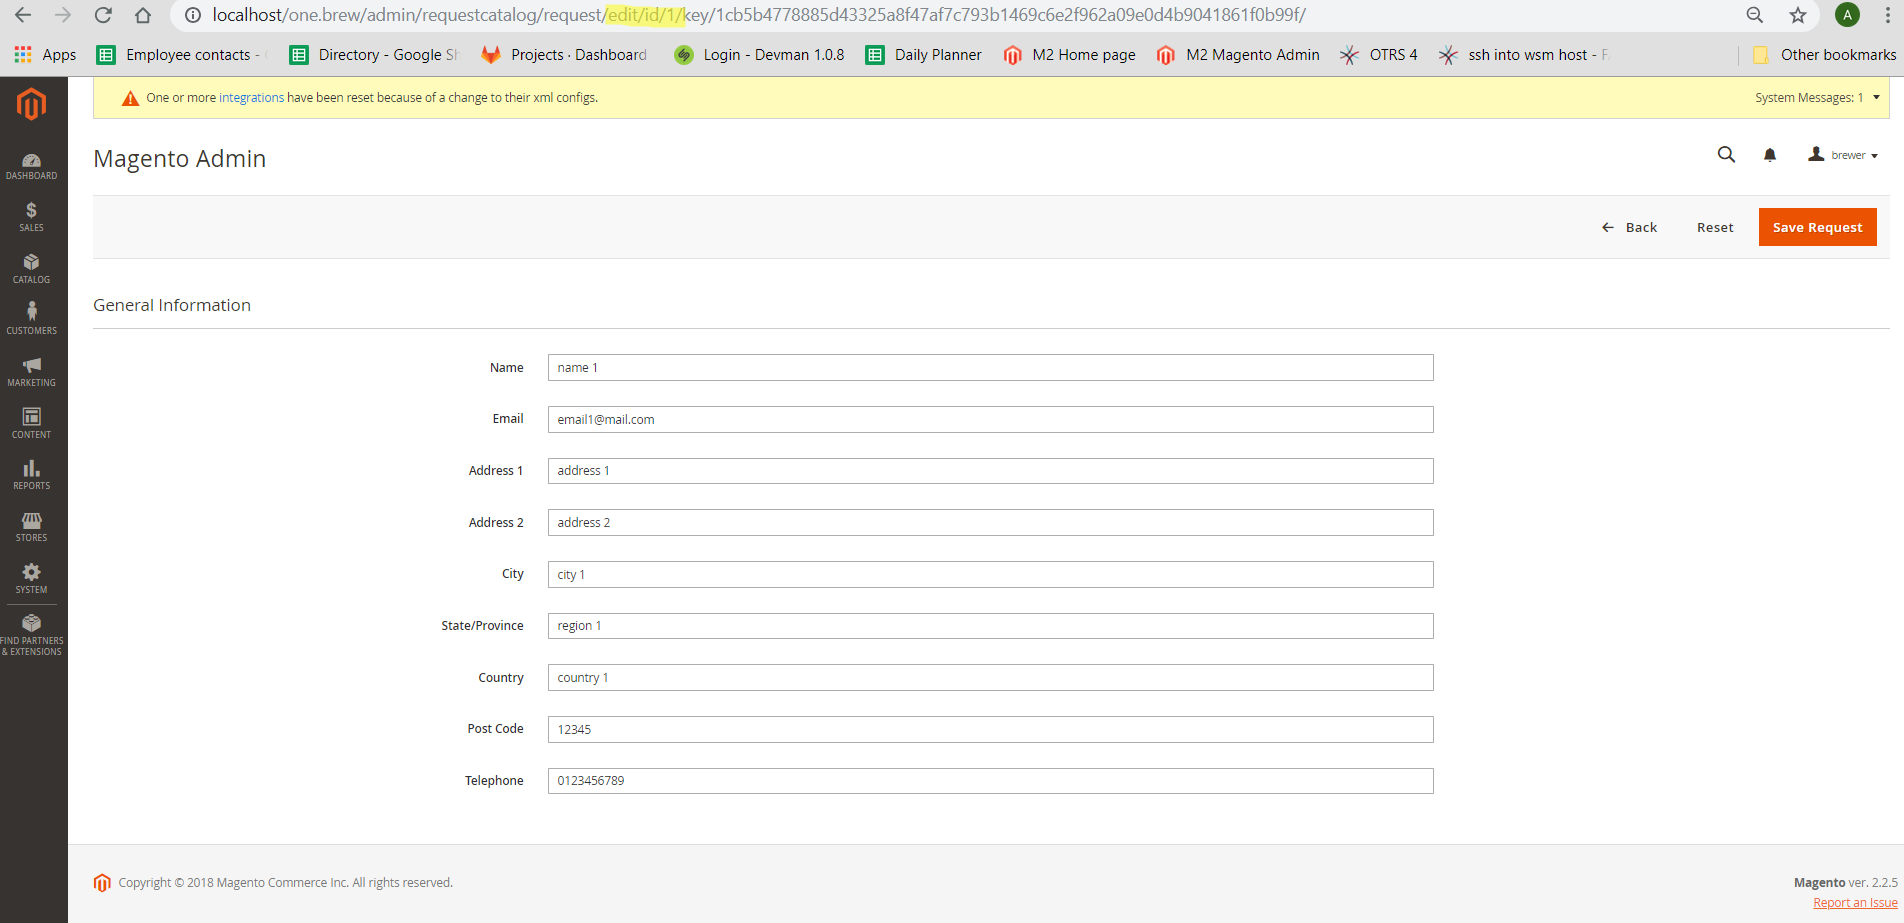 localhost/one.brew/admin/requestcatalog/request/edit/id/1/key/1cb5b4778885d43325a8f47af7c793b1469c6e2f962a09e0d4b9041861f0b99f/
A
Apps Employee contacts - Directory - Google Sh Projects · Dashboard Login - Devman 1.0.8 Daily Planner M2 Home page M2 Magento Admin OTRS 4 ssh into wsm host - Other bookmarks
One or more integrations have been reset because of a change to their xml configs. System Messages: 1
Magento Admin
brewer
DASHBOARD
SALES
CATALOG
CUSTOMERS
MARKETING
CONTENT
REPORTS
STORES
SYSTEM
FIND PARTNERS
& EXTENSIONS
Back Reset Save Request
General Information
Name name 1
Email email1@mail.com
Address 1 address 1
Address 2 address 2
City city 1
State/Province region 1
Country country 1
Post Code 12345
Telephone 0123456789
Copyright © 2018 Magento Commerce Inc. All rights reserved.
Magento ver. 2.2.5
Report an Issue